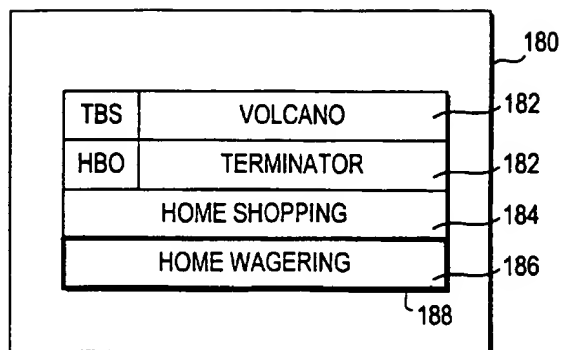 180
TBS VOLCANO 182
HBO TERMINATOR 182
HOME SHOPPING 184
HOME WAGERING 186
188